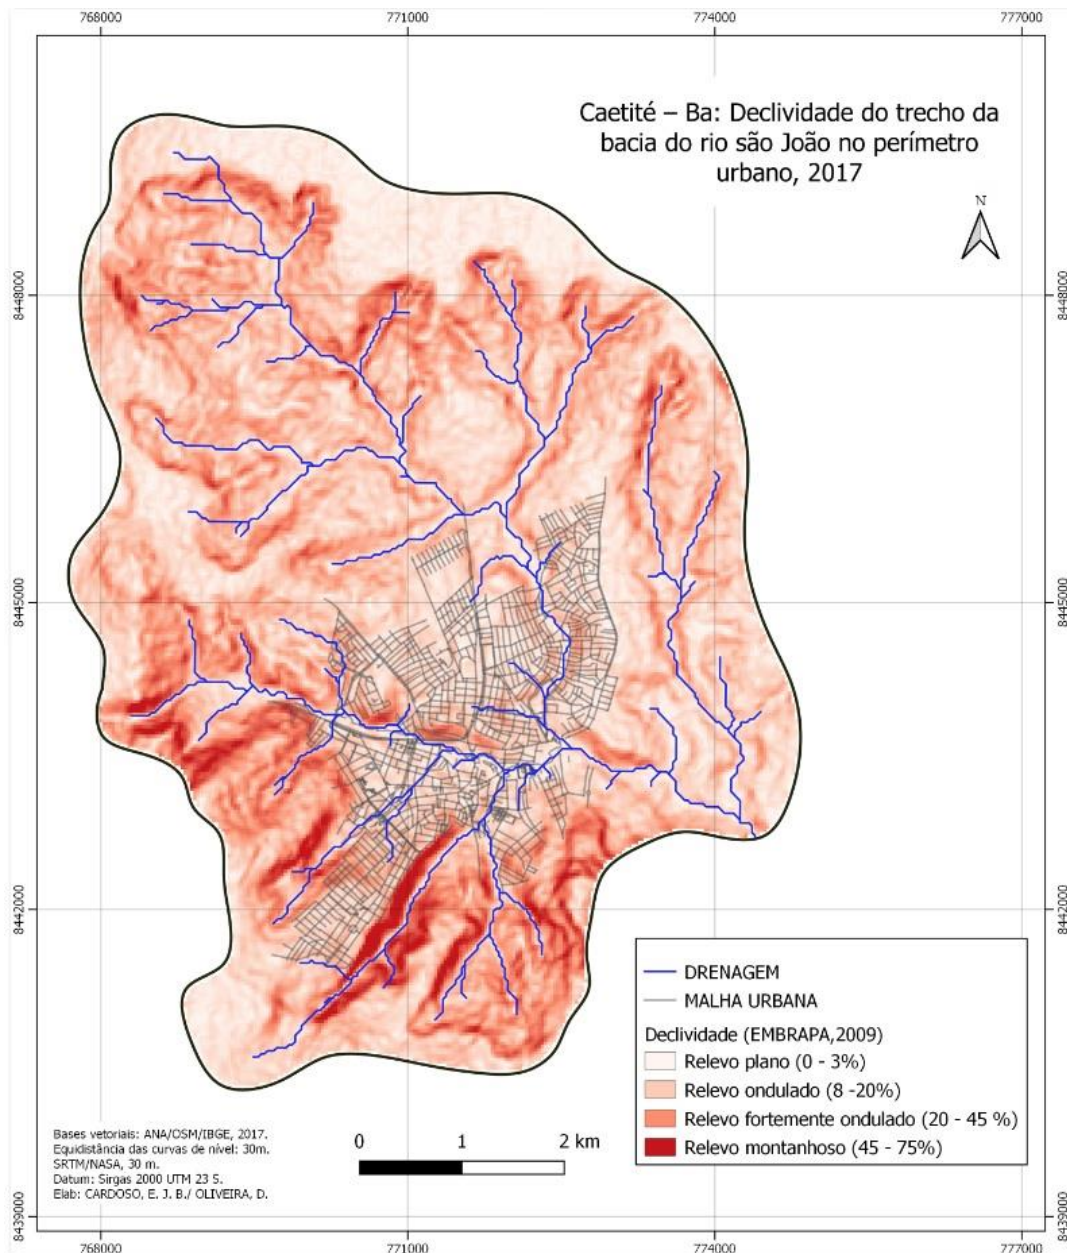 768000
771000
774000
777000
Caetité – Ba: Declividade do trecho da
bacia do rio são João no perímetro
urbano, 2017
N
8448000
8448000
8445000
8445000
8442000
8442000
DRENAGEM
MALHA URBANA
Declividade (EMBRAPA,2009)
Relevo plano (0 - 3%)
Relevo ondulado (8 -20%)
Relevo fortemente ondulado (20 - 45 %)
Relevo montanhoso (45 - 75%)
Bases vetoriais: ANA/OSM/IBGE, 2017.
Equidistância das curvas de nível: 30m.
SRTM/NASA, 30 m.
Datum: Sirgas 2000 UTM 23 S.
Elab: CARDOSO, E. J. B./ OLIVEIRA, D.
0 1 2 km
8439000
8439000
768000
771000
774000
777000